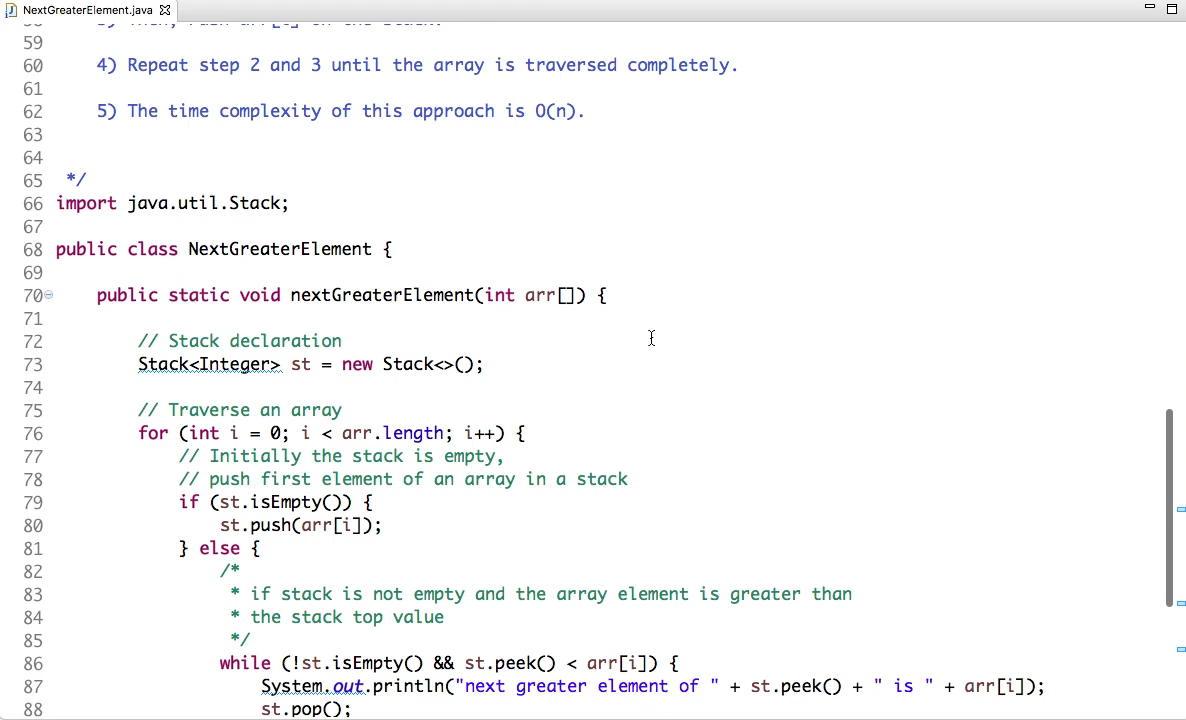 NextGreaterElement.java
59
60 4) Repeat step 2 and 3 until the array is traversed completely.
61
62 5) The time complexity of this approach is O(n).
63
64
65 */
66 import java.util.Stack;
67
68 public class NextGreaterElement {
69
70 public static void nextGreaterElement(int arr[]) {
71
72 // Stack declaration
73 Stack<Integer> st = new Stack<>();
74
75 // Traverse an array
76 for (int i = 0; i < arr.length; i++) {
77 // Initially the stack is empty,
78 // push first element of an array in a stack
79 if (st.isEmpty()) {
80 st.push(arr[i]);
81 } else {
82 /*
83 * if stack is not empty and the array element is greater than
84 * the stack top value
85 */
86 while (!st.isEmpty() && st.peek() < arr[i]) {
87 System.out.println("next greater element of " + st.peek() + " is " + arr[i]);
88 st.pop();